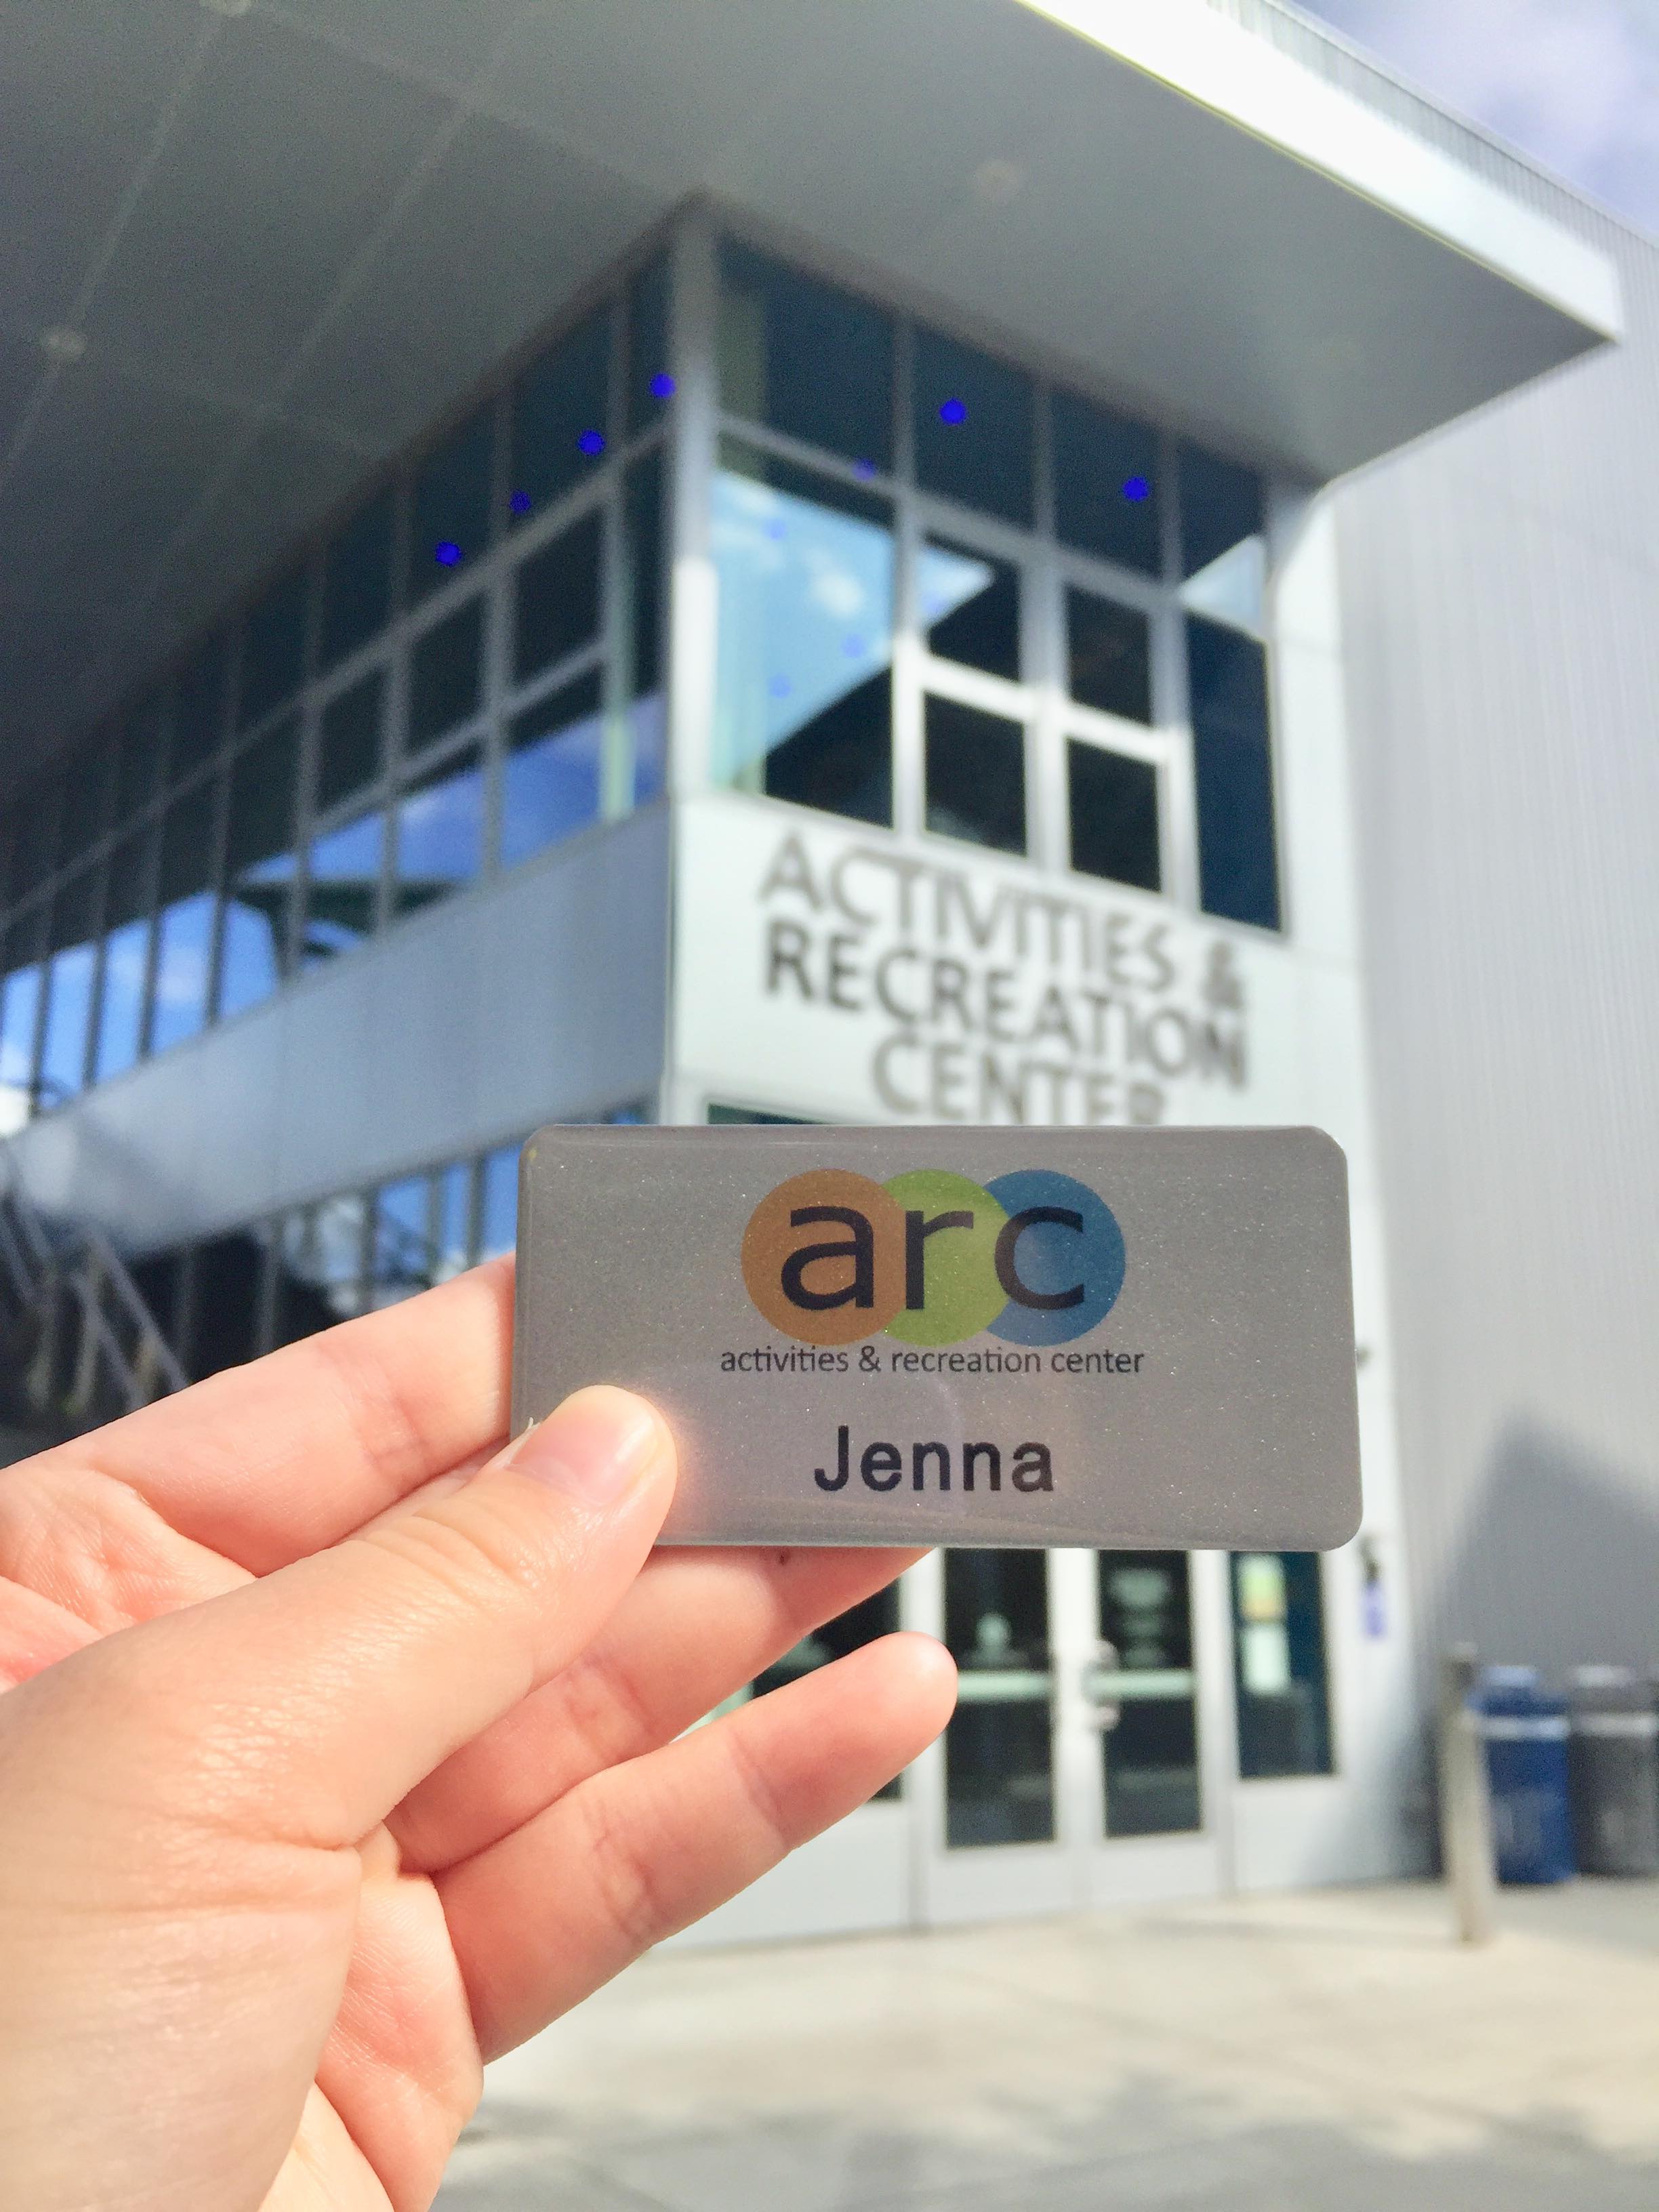 ACTIVITIES &
RECREATION
CENTER
arc
activities & recreation center
Jenna